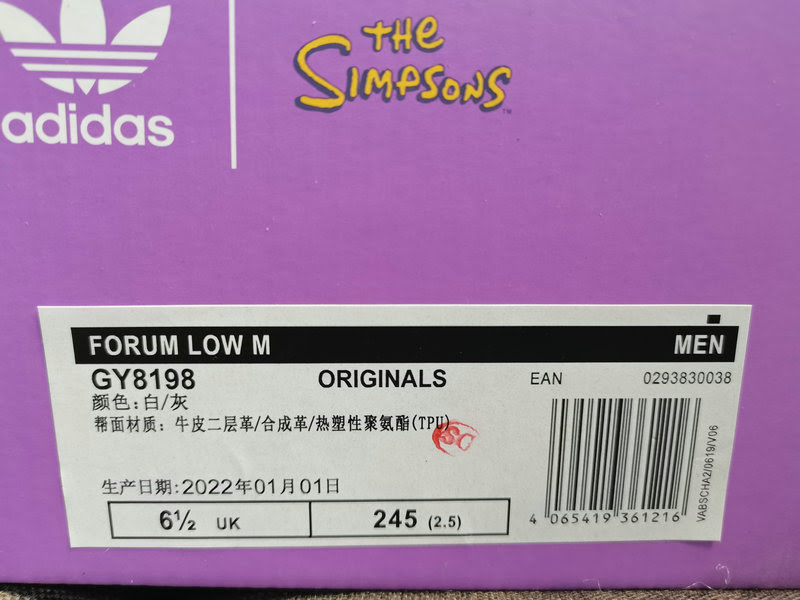 adidas
THE
SIMPSONS
™
FORUM LOW M MEN
GY8198 ORIGINALS EAN 0293830038
颜色:白/灰
帮面材质: 牛皮二层革/合成革/热塑性聚氨酯(TPU)
SC
生产日期:2022年01月01日
6½ UK 245 (2.5)
4 065419 361216
VABSCHA2/0619/V06